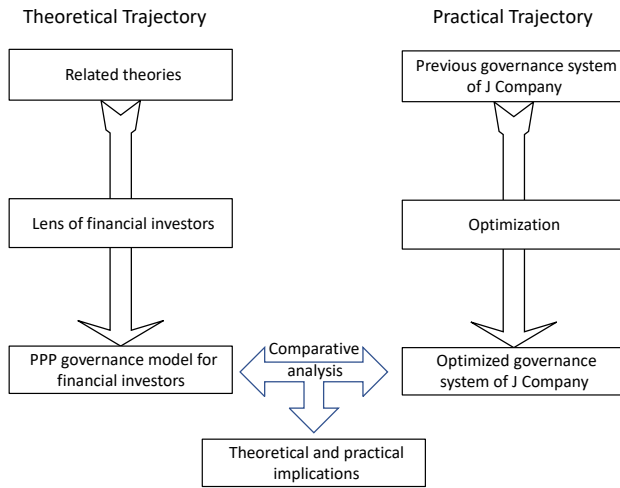 Theoretical Trajectory
Practical Trajectory
Related theories
Previous governance system
of J Company
Lens of financial investors
Optimization
PPP governance model for
financial investors
Comparative
analysis
Optimized governance
system of J Company
Theoretical and practical
implications